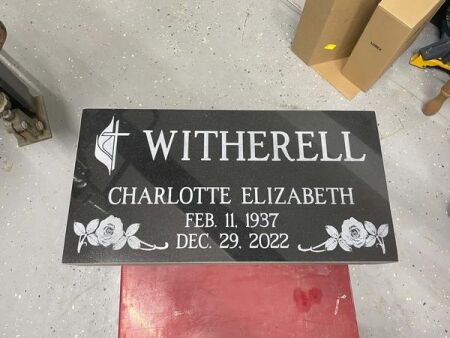 WITHERELL
CHARLOTTE ELIZABETH
FEB. 11, 1937
DEC. 29, 2022